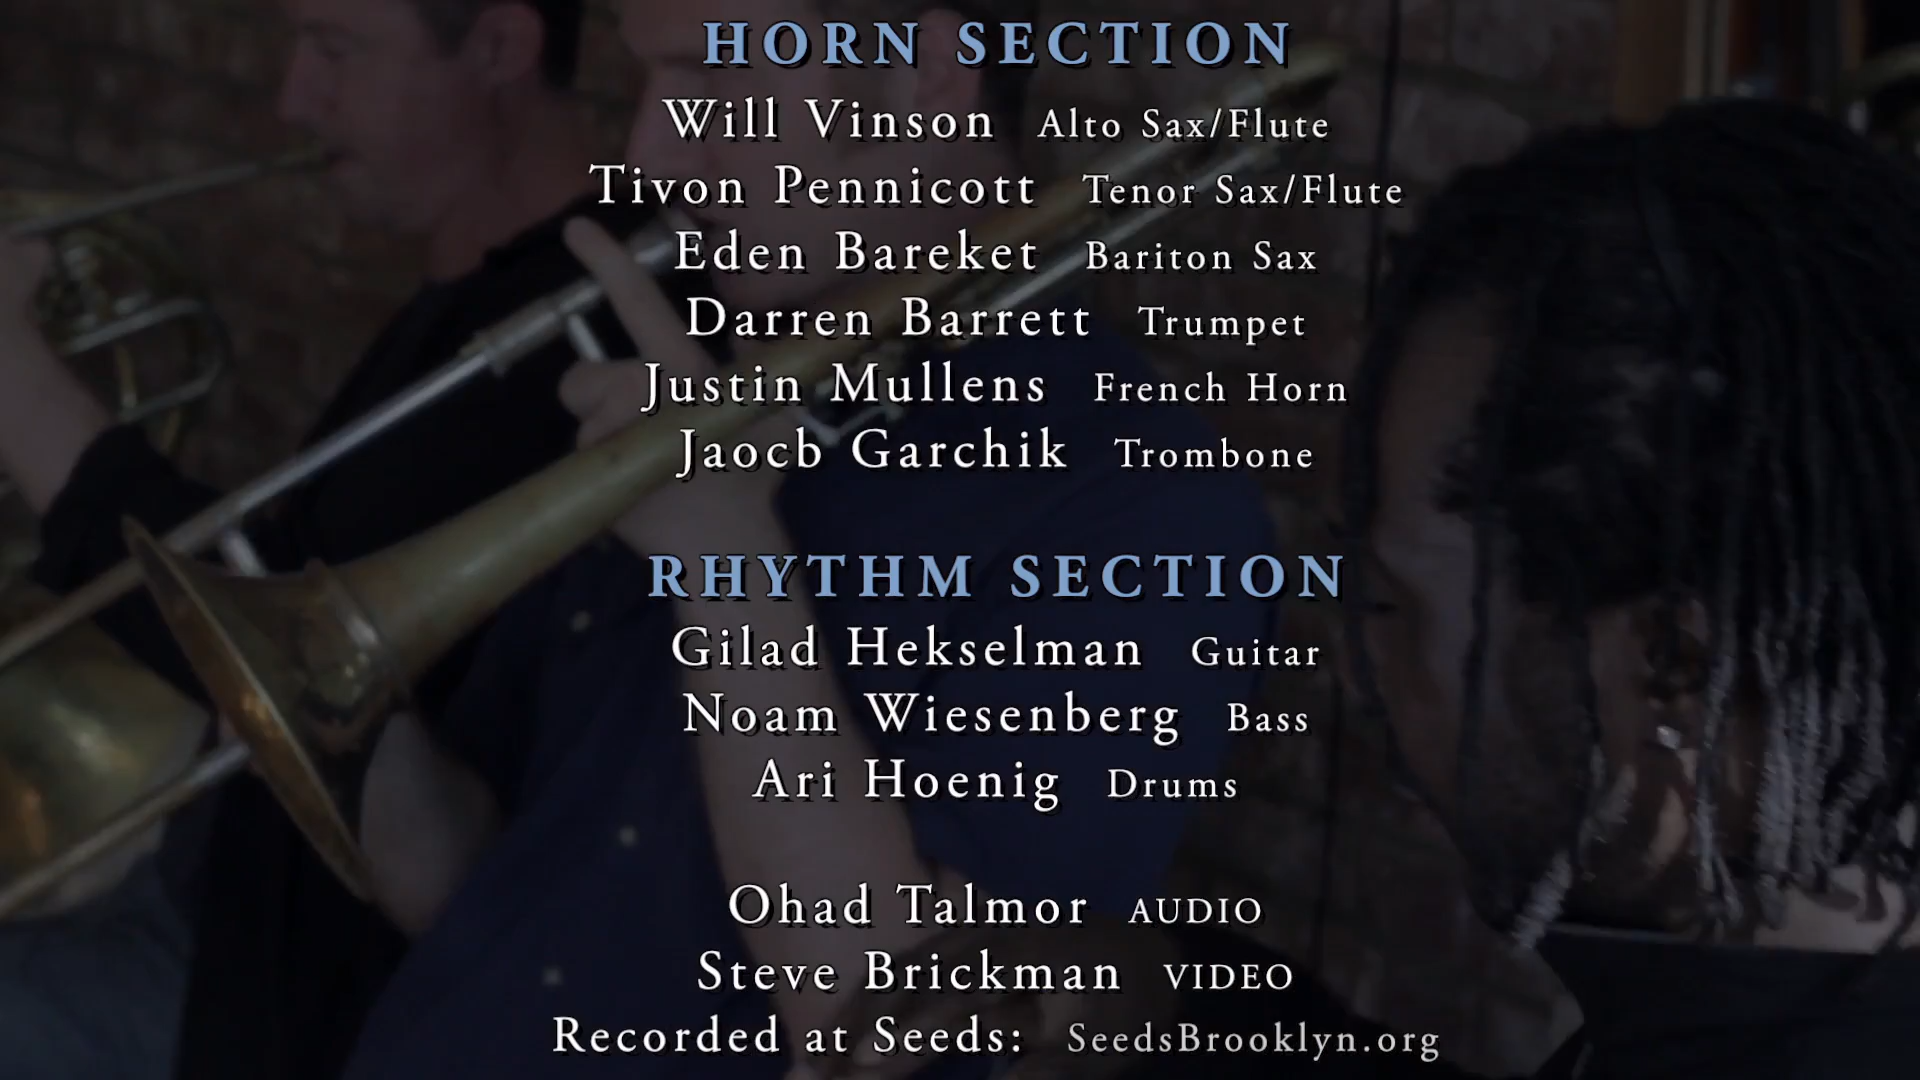 HORN SECTION
Will Vinson Alto Sax/Flute
Tivon Pennicott Tenor Sax/Flute
Eden Bareket Bariton Sax
Darren Barrett Trumpet
Justin Mullens French Horn
Jaocb Garchik Trombone
RHYTHM SECTION
Gilad Hekselman Guitar
Noam Wiesenberg Bass
Ari Hoenig Drums
Ohad Talmor AUDIO
Steve Brickman VIDEO
Recorded at Seeds: SeedsBrooklyn.org